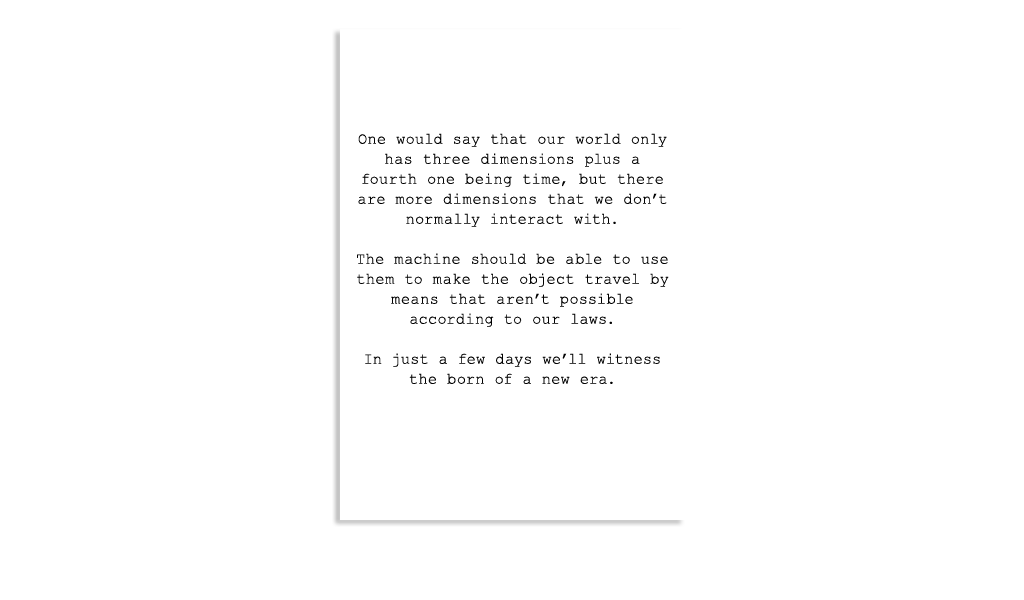 One would say that our world only
has three dimensions plus a
fourth one being time, but there
are more dimensions that we don’t
normally interact with.
The machine should be able to use
them to make the object travel by
means that aren’t possible
according to our laws.
In just a few days we’ll witness
the born of a new era.